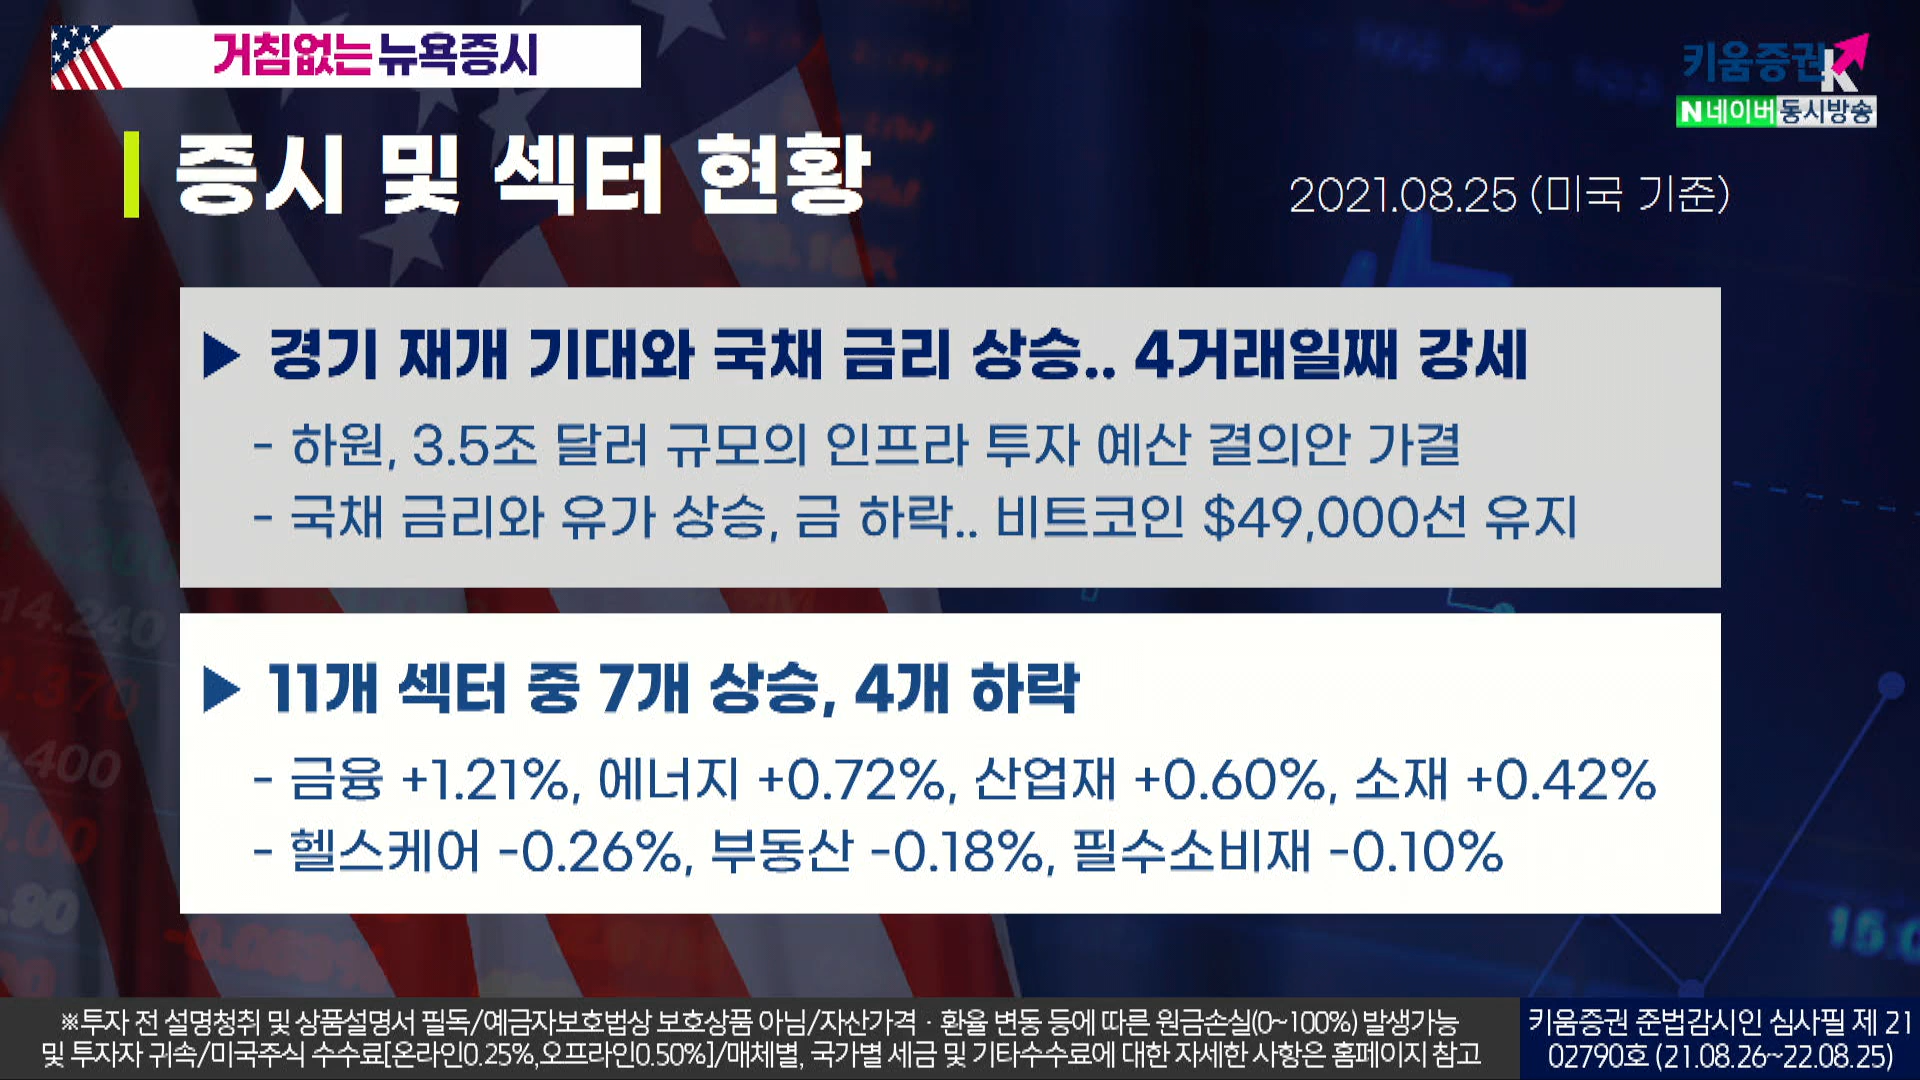 거침없는 뉴욕증시
키움증권
N 네이버 동시방송
증시 및 섹터 현황
2021.08.25 (미국 기준)
▶ 경기 재개 기대와 국채 금리 상승.. 4거래일째 강세
- 하원, 3.5조 달러 규모의 인프라 투자 예산 결의안 가결
- 국채 금리와 유가 상승, 금 하락.. 비트코인 $49,000선 유지
▶ 11개 섹터 중 7개 상승, 4개 하락
- 금융 +1.21%, 에너지 +0.72%, 산업재 +0.60%, 소재 +0.42%
- 헬스케어 -0.26%, 부동산 -0.18%, 필수소비재 -0.10%
14.240
.370
.400
.90
※투자 전 설명청취 및 상품설명서 필독/예금자보호법상 보호상품 아님/자산가격 · 환율 변동 등에 따른 원금손실(0~100%) 발생가능
및 투자자 귀속/미국주식 수수료[온라인0.25%,오프라인0.50%]/매체별, 국가별 세금 및 기타수수료에 대한 자세한 사항은 홈페이지 참고
키움증권 준법감시인 심사필 제 21
02790호 (21.08.26~22.08.25)